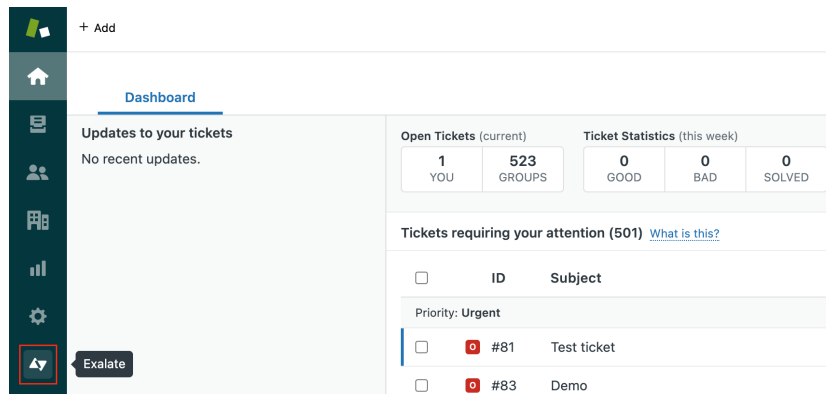 + Add
Dashboard
Updates to your tickets
No recent updates.
Open Tickets (current)
1 YOU
523 GROUPS
Ticket Statistics (this week)
0 GOOD
0 BAD
0 SOLVED
Tickets requiring your attention (501) What is this?
ID Subject
Priority: Urgent
O #81 Test ticket
O #83 Demo
Exalate